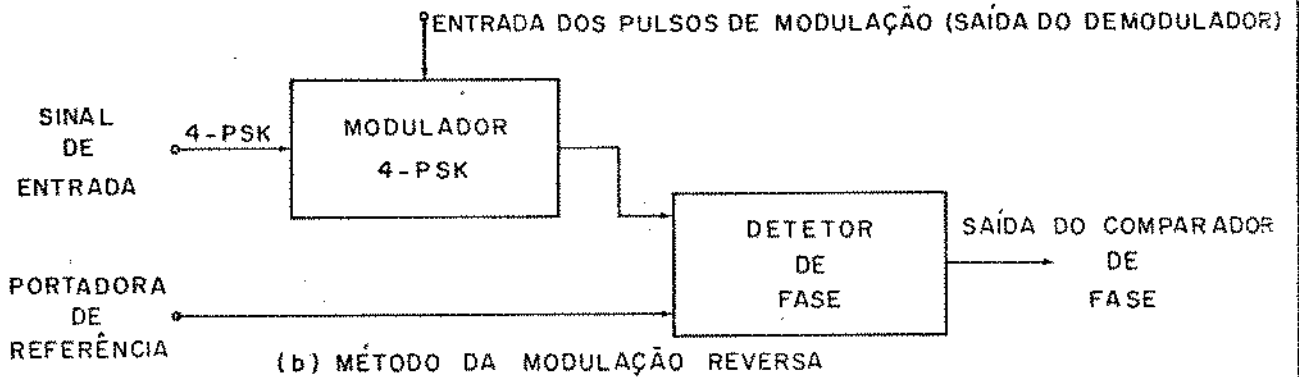 ENTRADA DOS PULSOS DE MODULAÇÃO (SAÍDA DO DEMODULADOR)
SINAL
DE
ENTRADA
4-PSK
MODULADOR
4-PSK
DETETOR
DE
FASE
SAÍDA DO COMPARADOR
DE
FASE
PORTADORA
DE
REFERÊNCIA
(b) MÉTODO DA MODULAÇÃO REVERSA